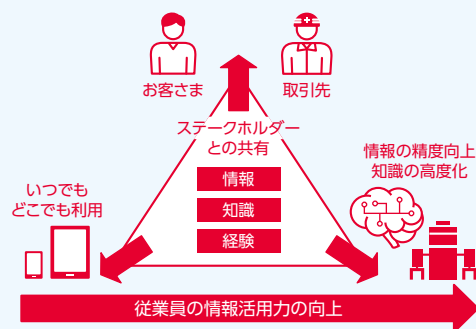 お客さま
取引先
ステークホルダー
との共有
情報
知識
経験
いつでも
どこでも利用
情報の精度向上
知識の高度化
従業員の情報活用力の向上